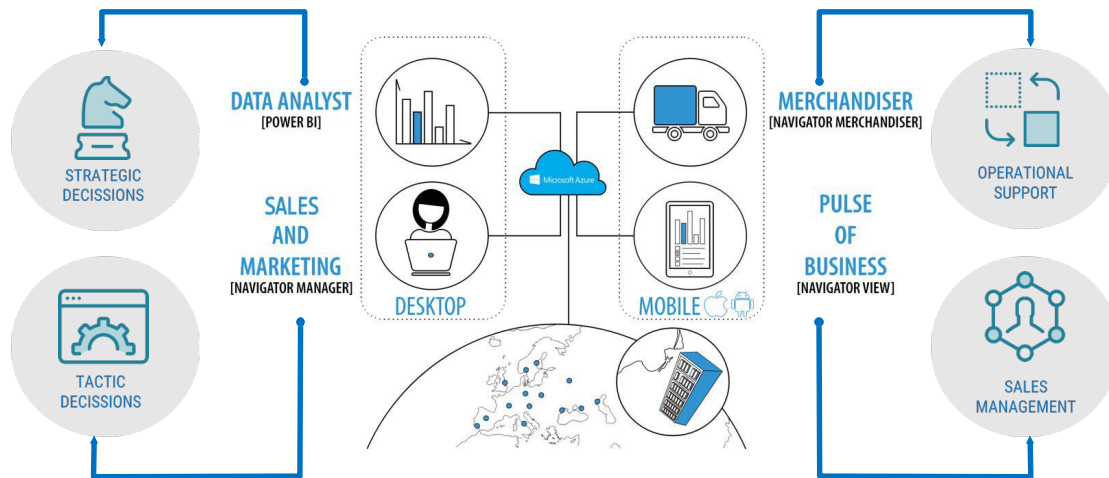 DATA ANALYST
[POWER BI]
STRATEGIC
DECISSIONS
SALES
AND
MARKETING
[NAVIGATOR MANAGER]
TACTIC
DECISSIONS
DESKTOP
Microsoft Azure
MOBILE
MERCHANDISER
[NAVIGATOR MERCHANDISER]
OPERATIONAL
SUPPORT
PULSE
OF
BUSINESS
[NAVIGATOR VIEW]
SALES
MANAGEMENT